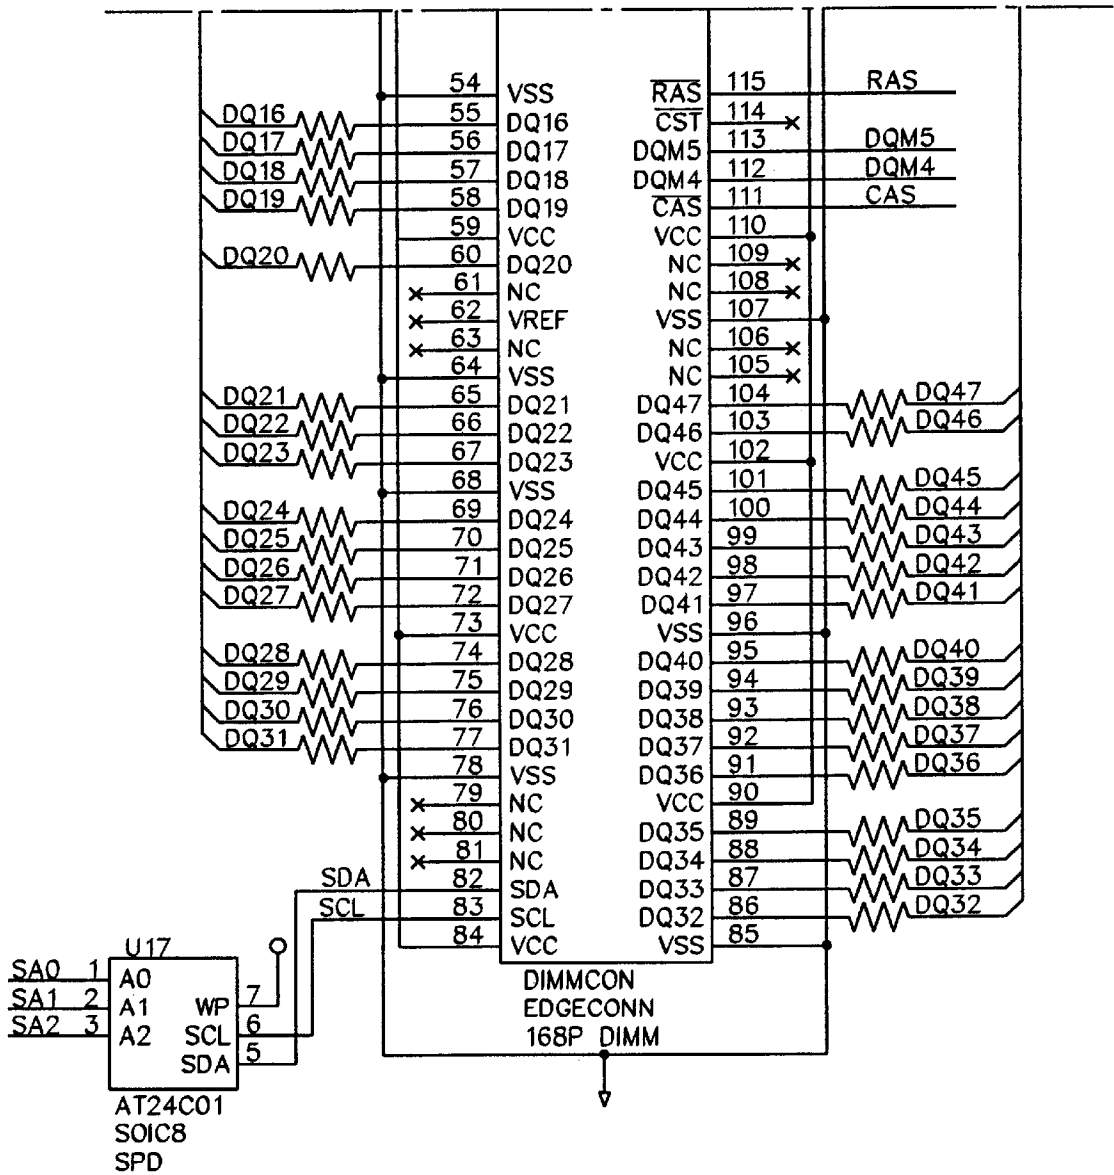 54 VSS RAS 115 RAS
DQ16 55 DQ16 CST 114
DQ17 56 DQ17 DQM5 113 DQM5
DQ18 57 DQ18 DQM4 112 DQM4
DQ19 58 DQ19 CAS 111 CAS
59 VCC VCC 110
DQ20 60 DQ20 NC 109
61 NC NC 108
62 VREF VSS 107
63 NC NC 106
64 VSS NC 105
DQ21 65 DQ21 DQ47 104 DQ47
DQ22 66 DQ22 DQ46 103 DQ46
DQ23 67 DQ23 VCC 102
68 VSS DQ45 101 DQ45
DQ24 69 DQ24 DQ44 100 DQ44
DQ25 70 DQ25 DQ43 99 DQ43
DQ26 71 DQ26 DQ42 98 DQ42
DQ27 72 DQ27 DQ41 97 DQ41
73 VCC VSS 96
DQ28 74 DQ28 DQ40 95 DQ40
DQ29 75 DQ29 DQ39 94 DQ39
DQ30 76 DQ30 DQ38 93 DQ38
DQ31 77 DQ31 DQ37 92 DQ37
78 VSS DQ36 91 DQ36
79 NC VCC 90
80 NC DQ35 89 DQ35
81 NC DQ34 88 DQ34
SDA 82 SDA DQ33 87 DQ33
SCL 83 SCL DQ32 86 DQ32
84 VCC VSS 85
U17
SA0 1 A0
SA1 2 A1 WP 7
SA2 3 A2 SCL 6
SDA 5
AT24C01
SOIC8
SPD
DIMMCON
EDGECONN
168P DIMM